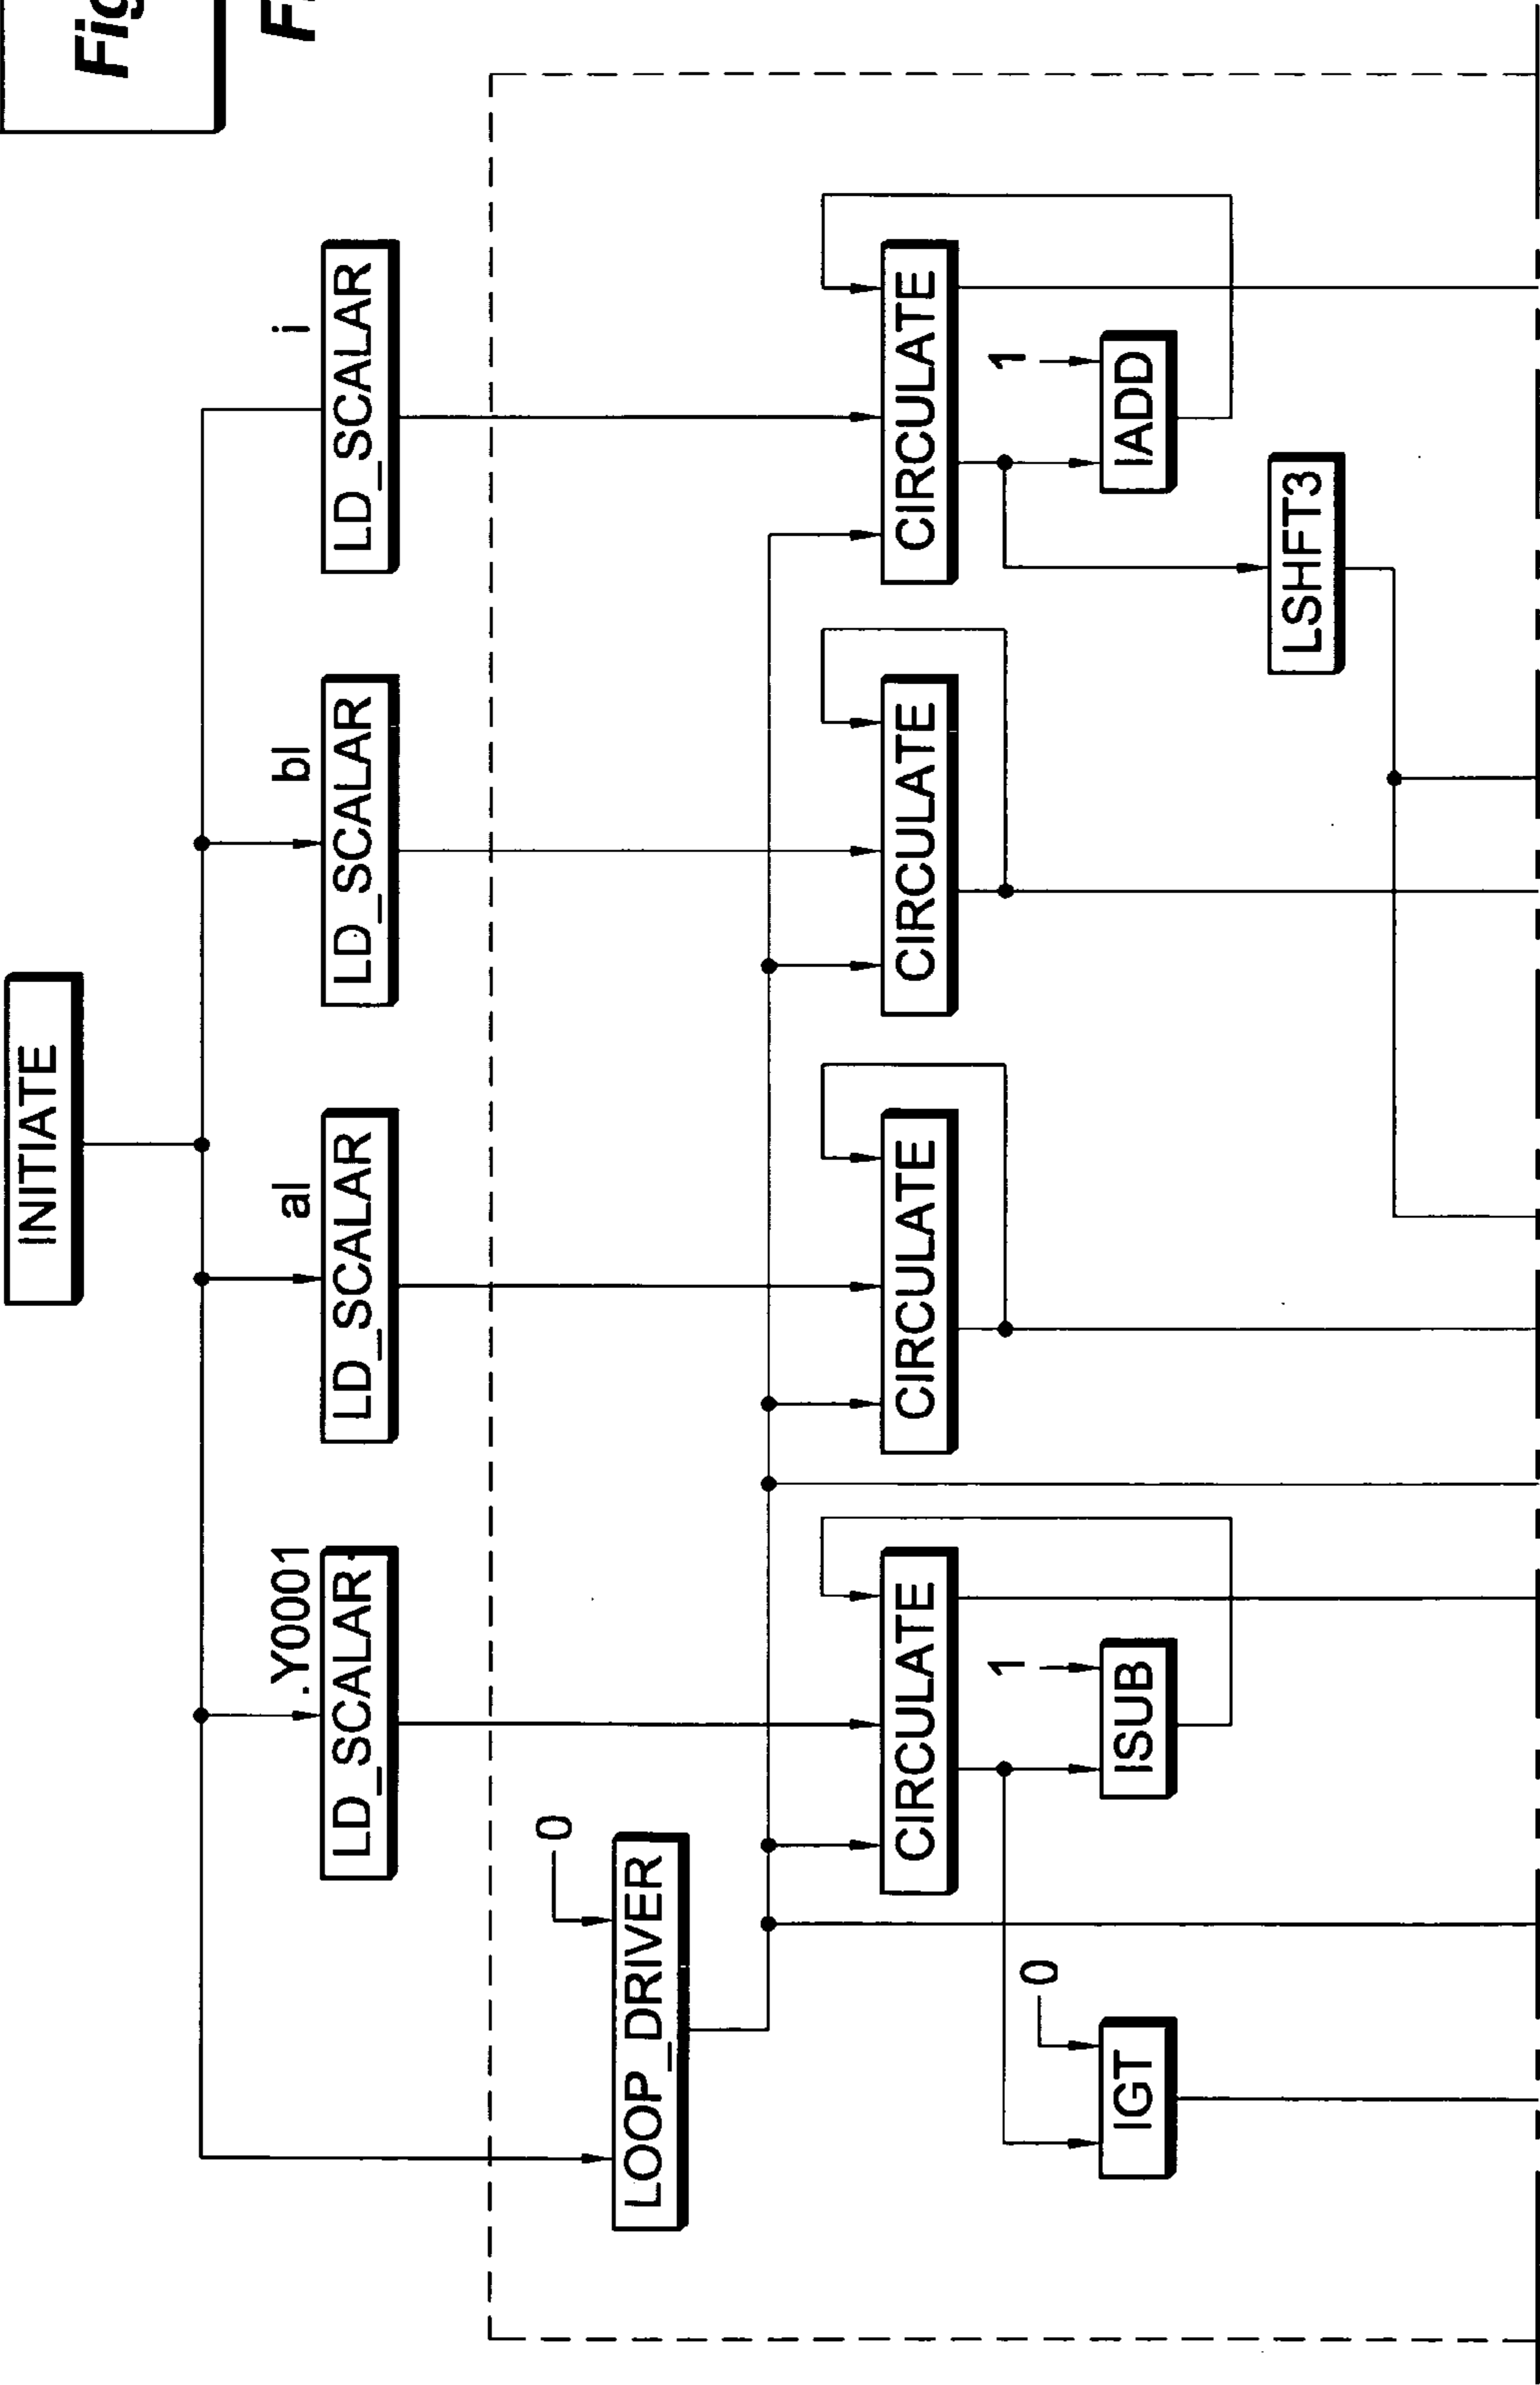 Fig
F
INITIATE
.Y0001
al
bl
i
LD_SCALAR
LD_SCALAR
LD_SCALAR
LD_SCALAR
0
LOOP_DRIVER
CIRCULATE
CIRCULATE
CIRCULATE
CIRCULATE
0
1
1
IGT
ISUB
IADD
LSHFT3